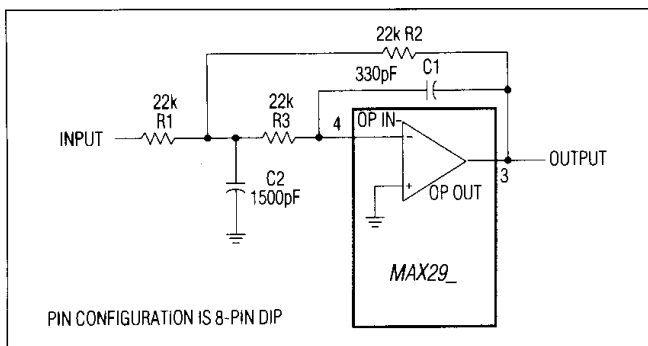 22k R2
330pF C1
22k
R1
22k
R3
4
OP IN-
INPUT
-
+
3
OUTPUT
OP OUT
C2
1500pF
MAX29_
PIN CONFIGURATION IS 8-PIN DIP